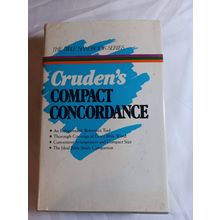 THE BIBLE HANDBOOK SERIES
Cruden's
COMPACT
CONCORDANCE
• An Indispensable Reference Tool
• Thorough Coverage of Every Bible Word
• Convenient Arrangement and Compact Size
• The Ideal Bible Study Companion